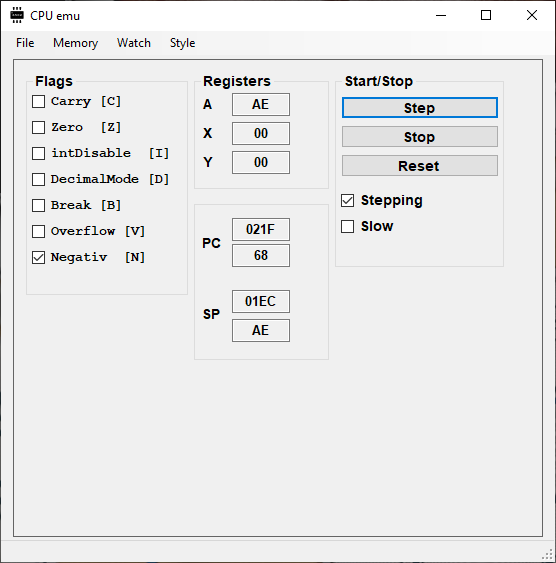 CPU emu
File Memory Watch Style
Flags
Carry [C]
Zero [Z]
intDisable [I]
DecimalMode [D]
Break [B]
Overflow [V]
Negativ [N]
Registers
A AE
X 00
Y 00
PC 021F
68
SP 01EC
AE
Start/Stop
Step
Stop
Reset
Stepping
Slow